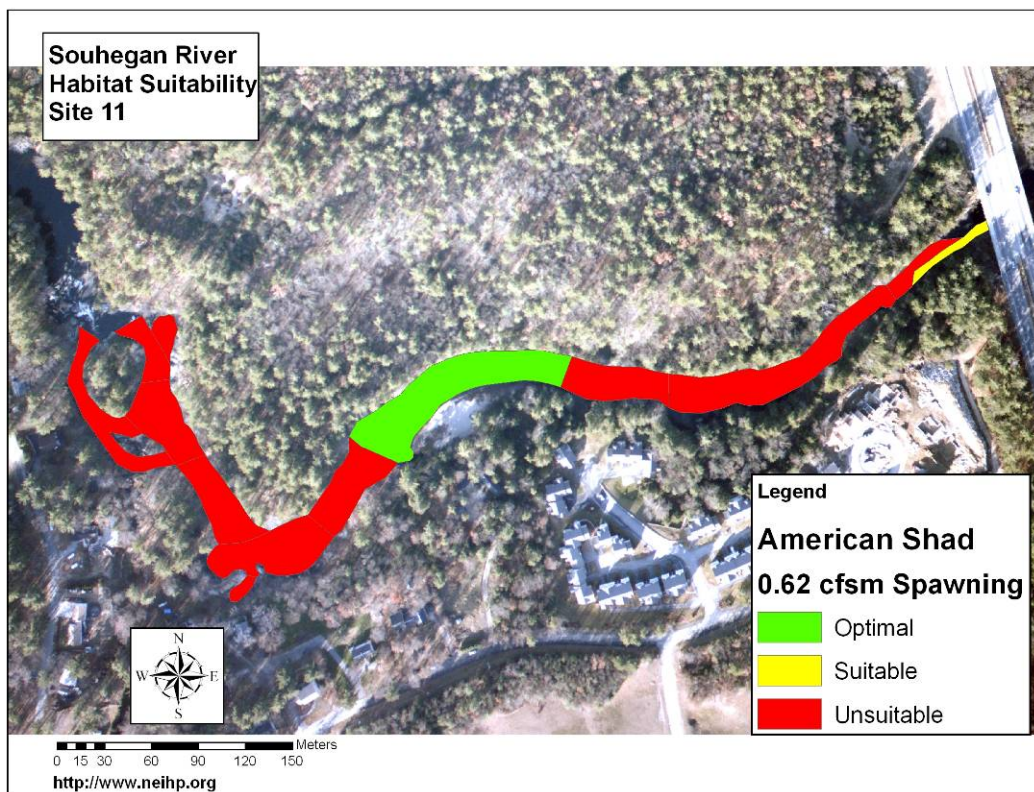 Souhegan River
Habitat Suitability
Site 11
Legend
American Shad
0.62 cfsm Spawning
Optimal
Suitable
Unsuitable
N
W E
S
Meters
0 15 30 60 90 120 150
http://www.neihp.org